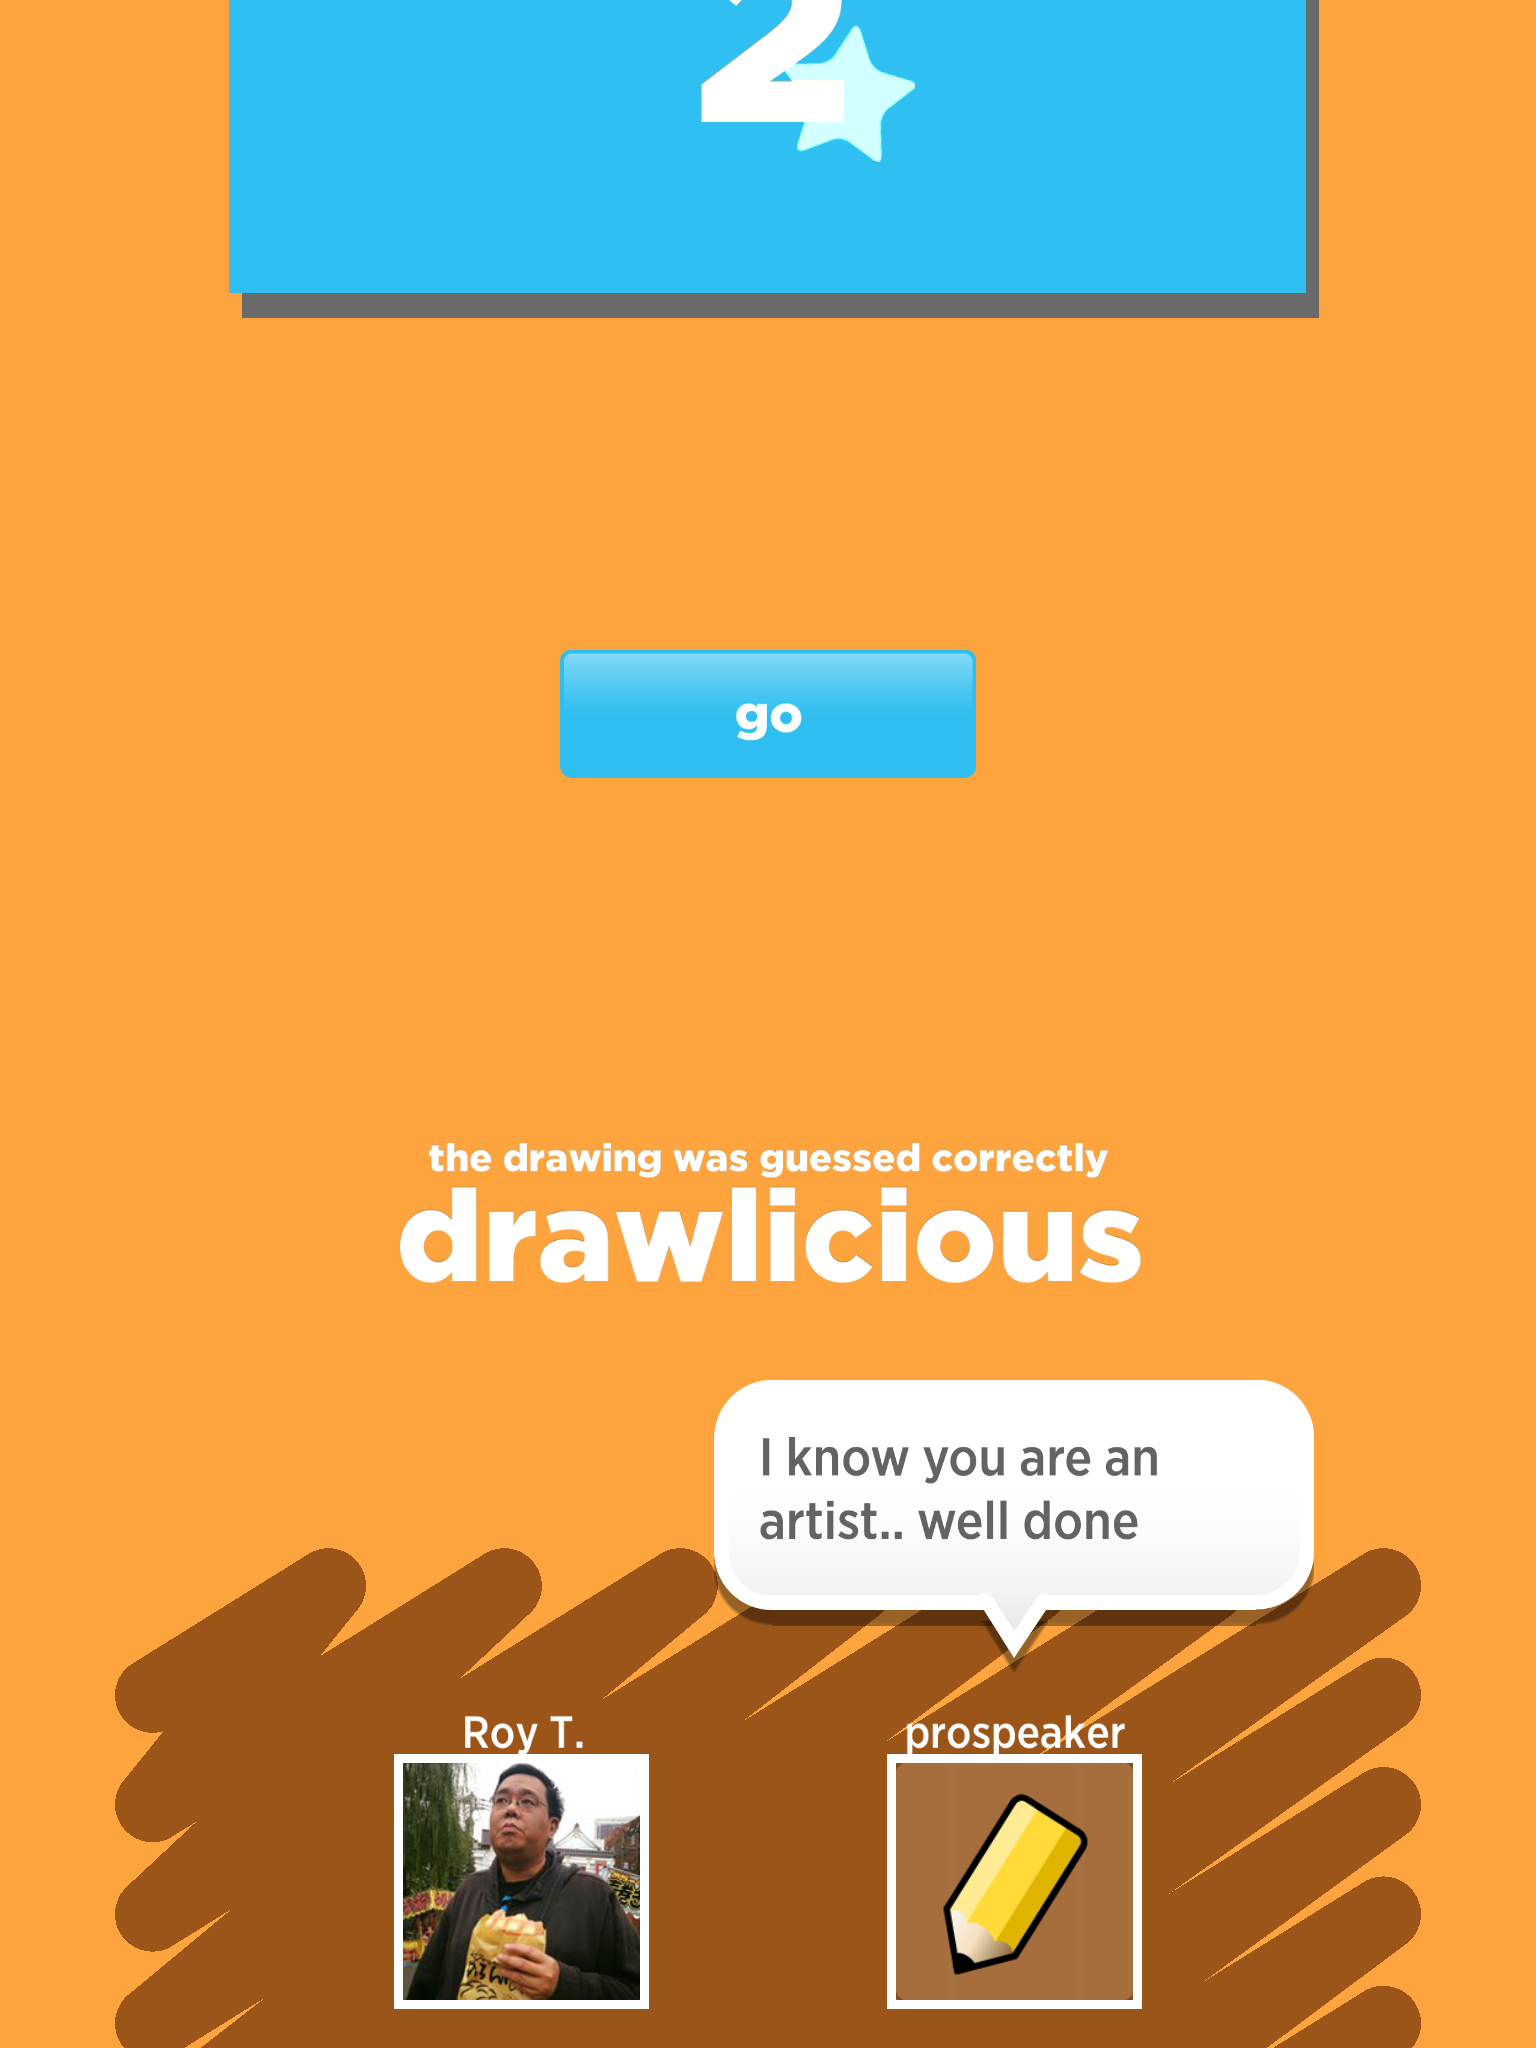 2
go
the drawing was guessed correctly
drawlicious
I know you are an
artist.. well done
Roy T.
prospeaker